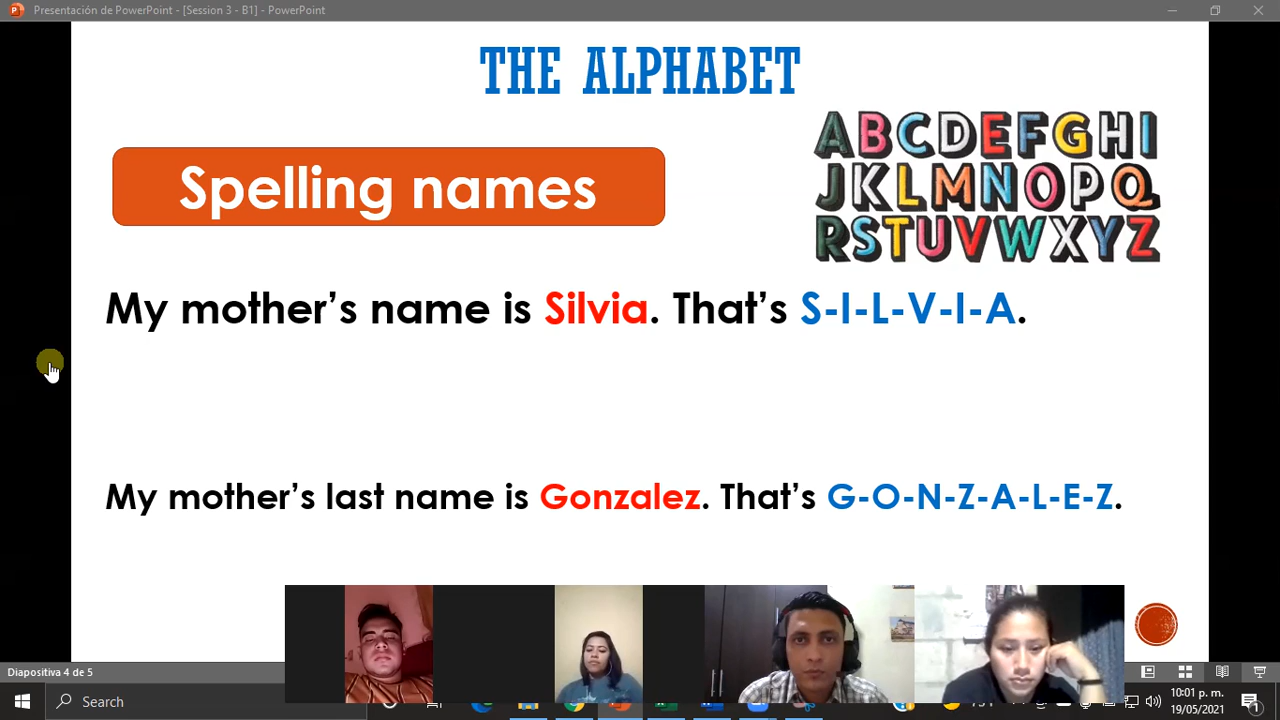 Presentación de PowerPoint - [Session 3 - B1] - PowerPoint
THE ALPHABET
ABCDEFGHI
JKLMNOPQ
RSTUVWXYZ
Spelling names
My mother’s name is Silvia. That’s S-I-L-V-I-A.
My mother’s last name is Gonzalez. That’s G-O-N-Z-A-L-E-Z.
Diapositiva 4 de 5
Search
10:01 p. m.
19/05/2021